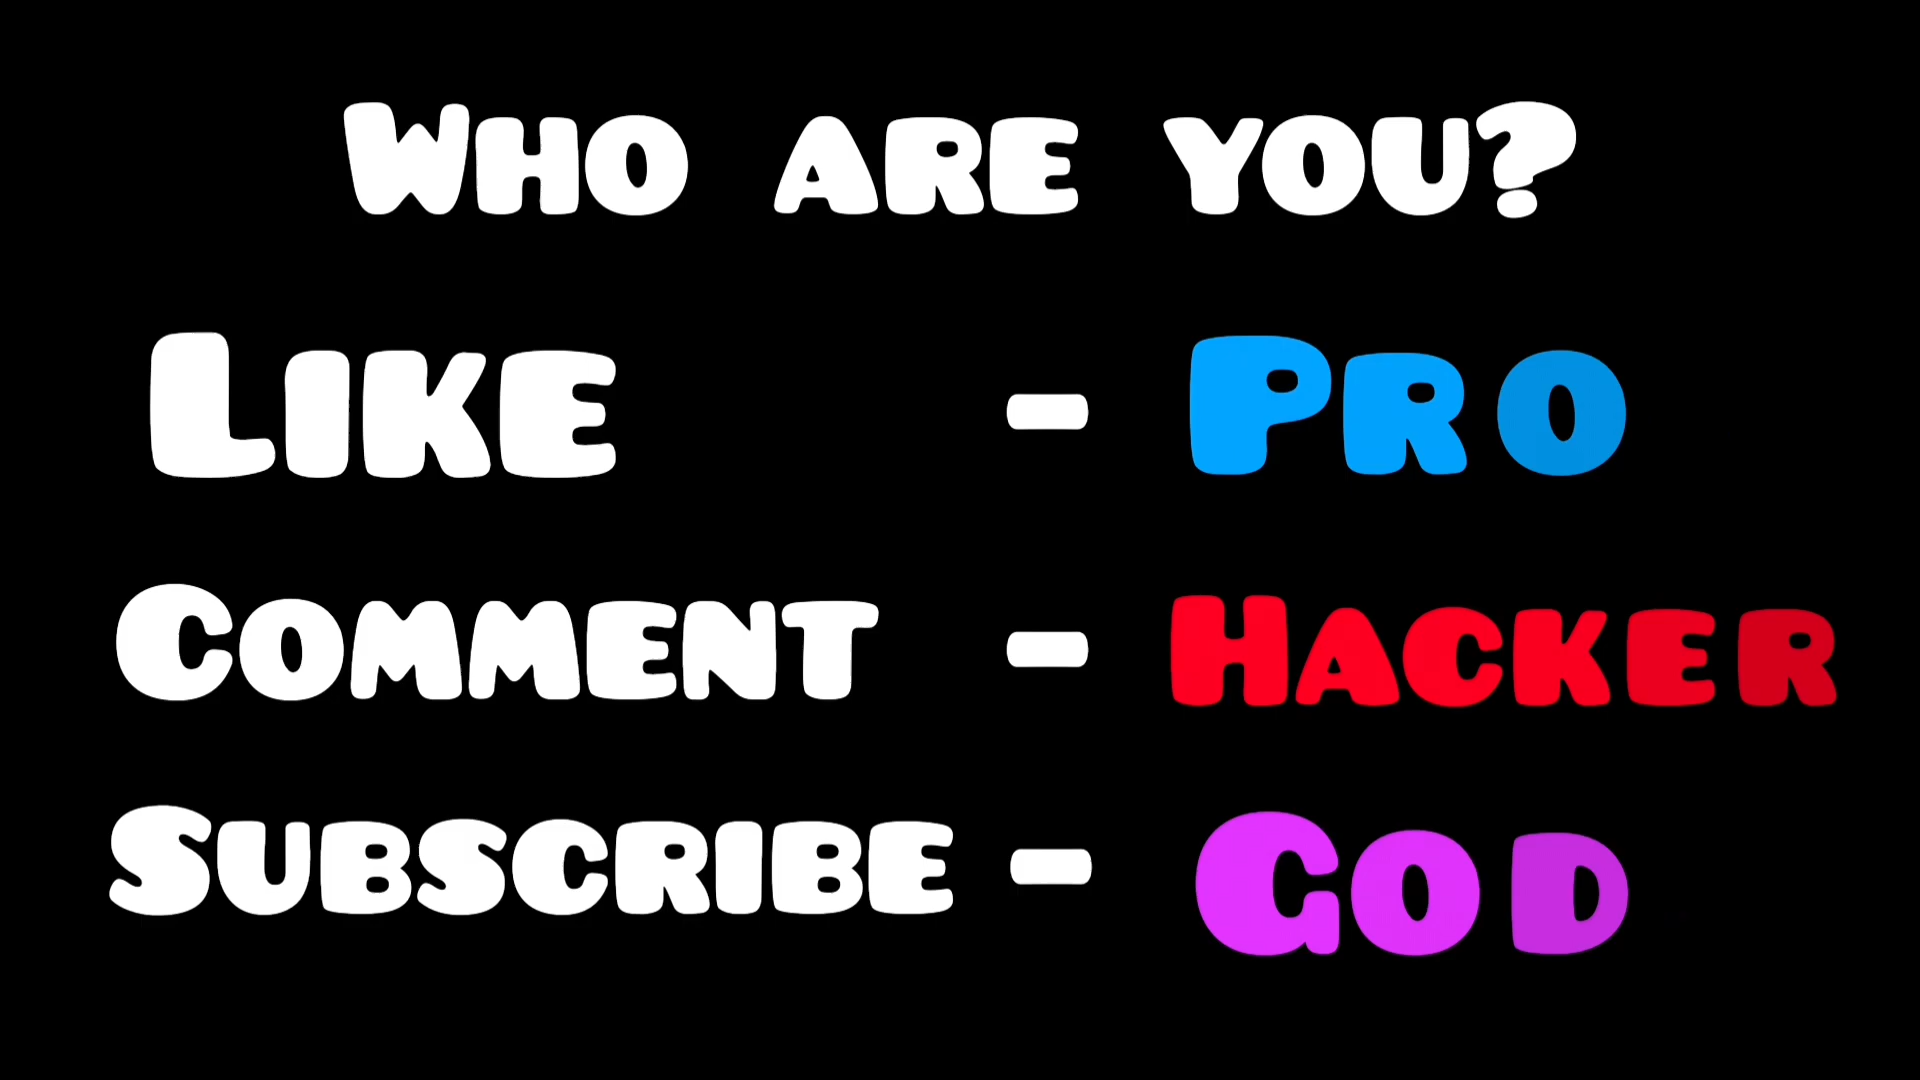 Who are you?
Like - Pro
Comment - Hacker
Subscribe - God